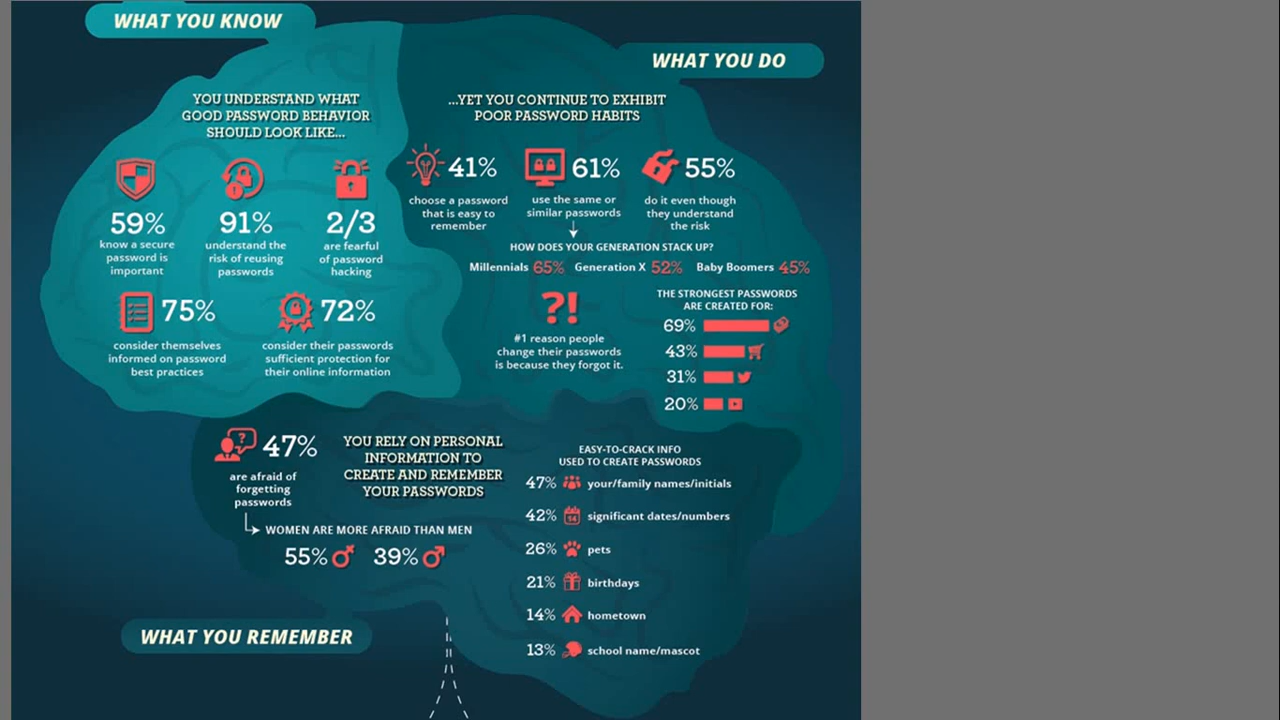 WHAT YOU KNOW
YOU UNDERSTAND WHAT
GOOD PASSWORD BEHAVIOR
SHOULD LOOK LIKE...
59%
know a secure
password is
important
91%
understand the
risk of reusing
passwords
2/3
are fearful
of password
hacking
75%
consider themselves
informed on password
best practices
72%
consider their passwords
sufficient protection for
their online information
WHAT YOU DO
...YET YOU CONTINUE TO EXHIBIT
POOR PASSWORD HABITS
41%
choose a password
that is easy to
remember
61%
use the same or
similar passwords
55%
do it even though
they understand
the risk
HOW DOES YOUR GENERATION STACK UP?
Millennials 65% Generation X 52% Baby Boomers 45%
?!
#1 reason people
change their passwords
is because they forgot it.
THE STRONGEST PASSWORDS
ARE CREATED FOR:
69%
43%
31%
20%
47%
are afraid of
forgetting
passwords
WOMEN ARE MORE AFRAID THAN MEN
55% 39%
YOU RELY ON PERSONAL
INFORMATION TO
CREATE AND REMEMBER
YOUR PASSWORDS
EASY-TO-CRACK INFO
USED TO CREATE PASSWORDS
47% your/family names/initials
42% significant dates/numbers
26% pets
21% birthdays
14% hometown
13% school name/mascot
WHAT YOU REMEMBER